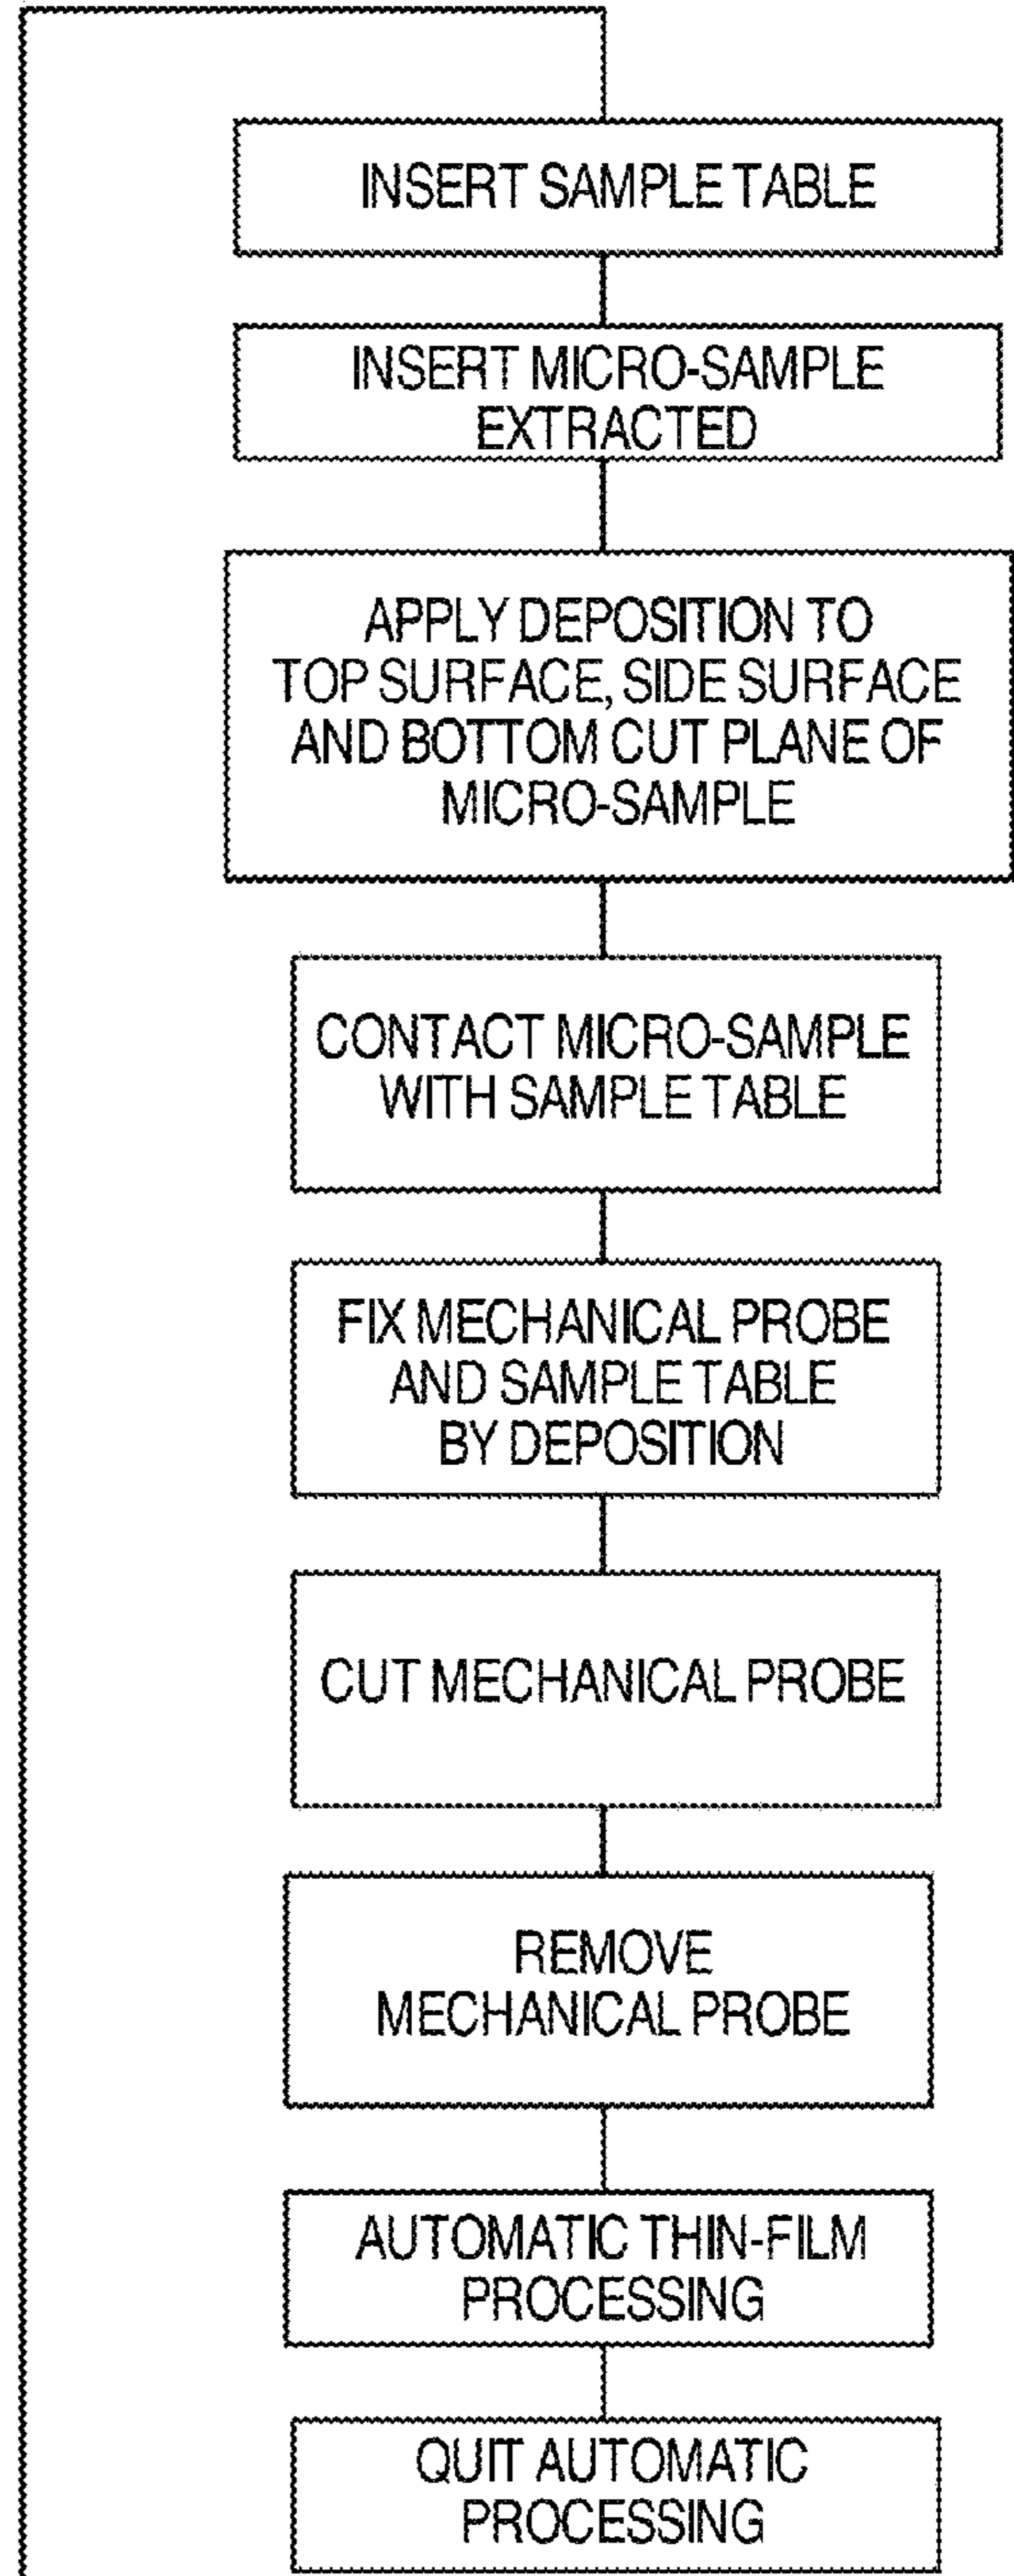 INSERT SAMPLE TABLE
INSERT MICRO-SAMPLE
EXTRACTED
APPLY DEPOSITION TO
TOP SURFACE, SIDE SURFACE
AND BOTTOM CUT PLANE OF
MICRO-SAMPLE
CONTACT MICRO-SAMPLE
WITH SAMPLE TABLE
FIX MECHANICAL PROBE
AND SAMPLE TABLE
BY DEPOSITION
CUT MECHANICAL PROBE
REMOVE
MECHANICAL PROBE
AUTOMATIC THIN-FILM
PROCESSING
QUIT AUTOMATIC
PROCESSING